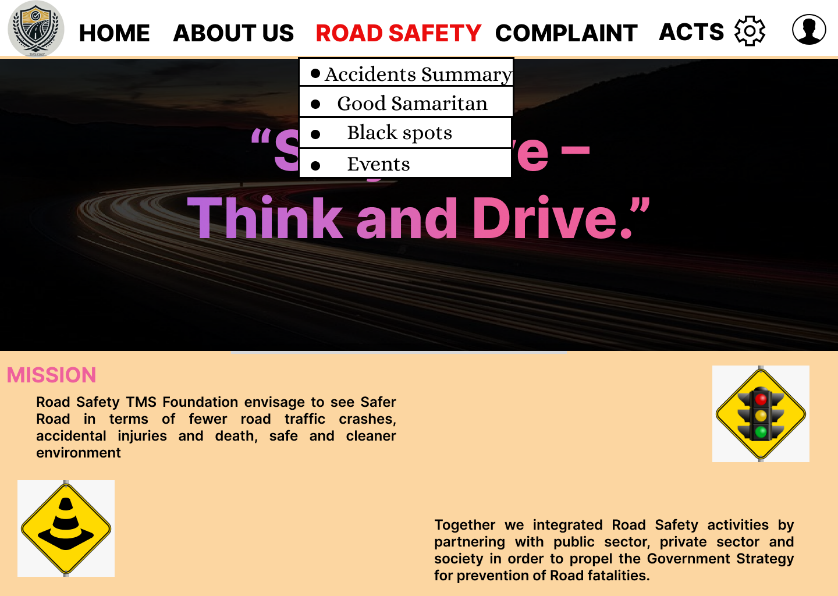 HOME ABOUT US ROAD SAFETY COMPLAINT ACTS
Accidents Summary
Good Samaritan
Black spots
Events
Think and Drive.”
MISSION
Road Safety TMS Foundation envisage to see Safer
Road in terms of fewer road traffic crashes,
accidental injuries and death, safe and cleaner
environment
Together we integrated Road Safety activities by
partnering with public sector, private sector and
society in order to propel the Government Strategy
for prevention of Road fatalities.